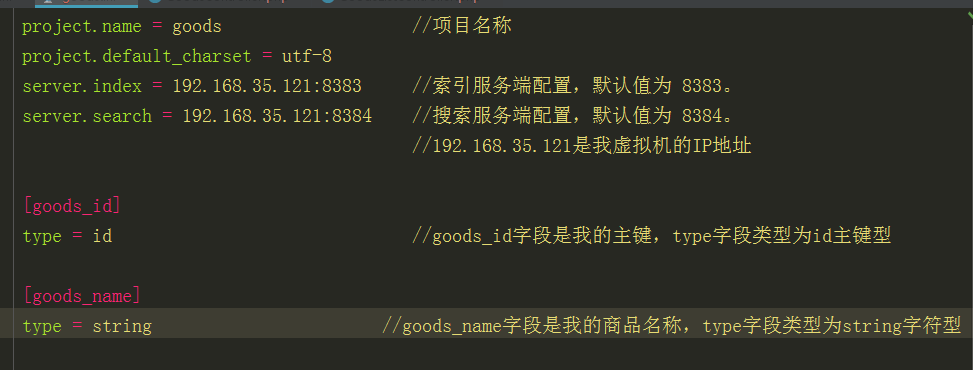 project.name = goods //项目名称
project.default_charset = utf-8
server.index = 192.168.35.121:8383 //索引服务端配置，默认值为 8383。
server.search = 192.168.35.121:8384 //搜索服务端配置，默认值为 8384。
//192.168.35.121是我虚拟机的IP地址
[goods_id]
type = id //goods_id字段是我的主键，type字段类型为id主键型
[goods_name]
type = string //goods_name字段是我的商品名称，type字段类型为string字符型